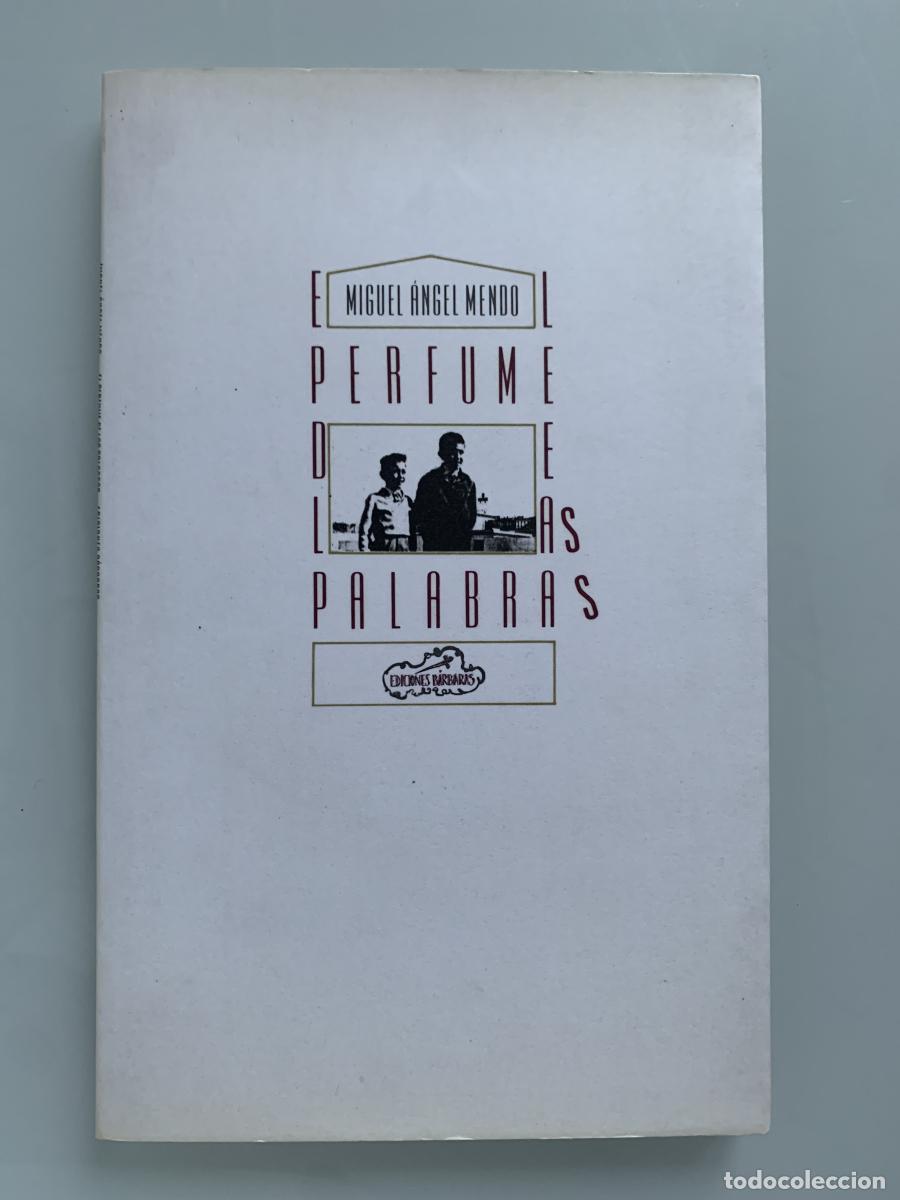 E L
MIGUEL ÁNGEL MENDO
PERFUME
D E
L AS
PALABRAS
EDICIONES BÁRBARAS
todocoleccion